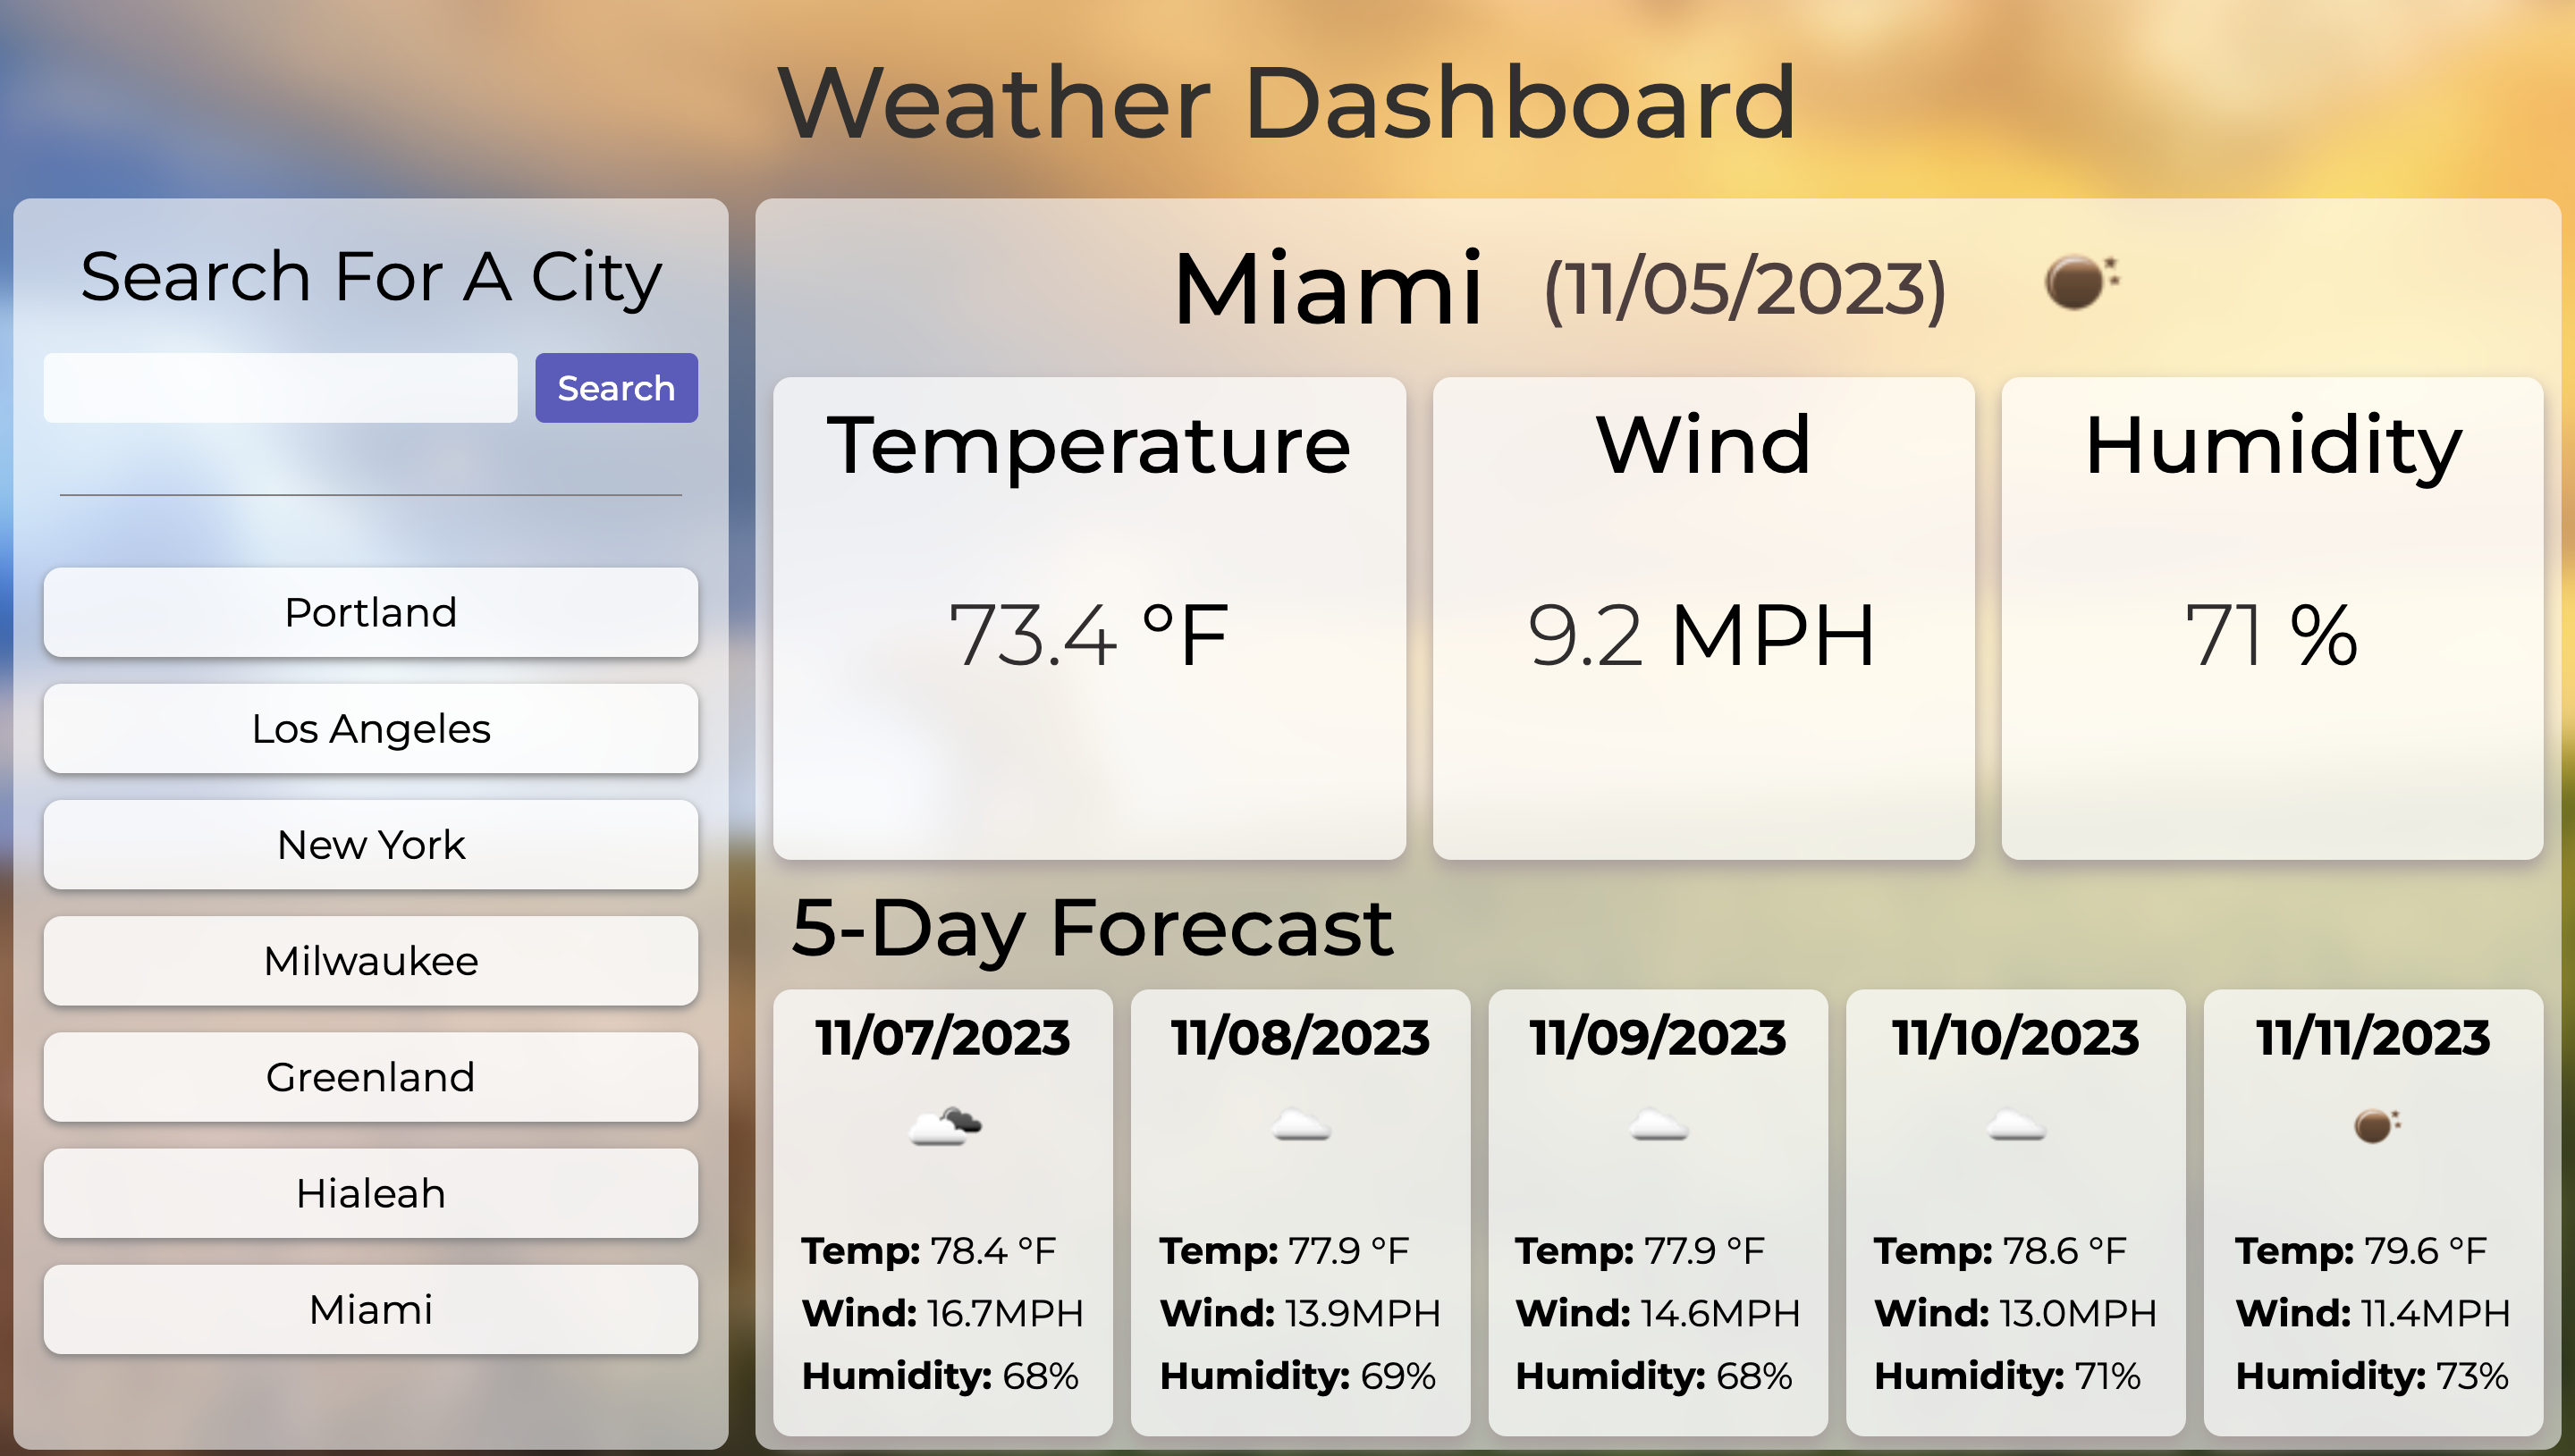 Weather Dashboard
Search For A City
Search
Portland
Los Angeles
New York
Milwaukee
Greenland
Hialeah
Miami
Miami (11/05/2023)
Temperature
73.4 °F
Wind
9.2 MPH
Humidity
71 %
5-Day Forecast
11/07/2023
Temp: 78.4 °F
Wind: 16.7MPH
Humidity: 68%
11/08/2023
Temp: 77.9 °F
Wind: 13.9MPH
Humidity: 69%
11/09/2023
Temp: 77.9 °F
Wind: 14.6MPH
Humidity: 68%
11/10/2023
Temp: 78.6 °F
Wind: 13.0MPH
Humidity: 71%
11/11/2023
Temp: 79.6 °F
Wind: 11.4MPH
Humidity: 73%